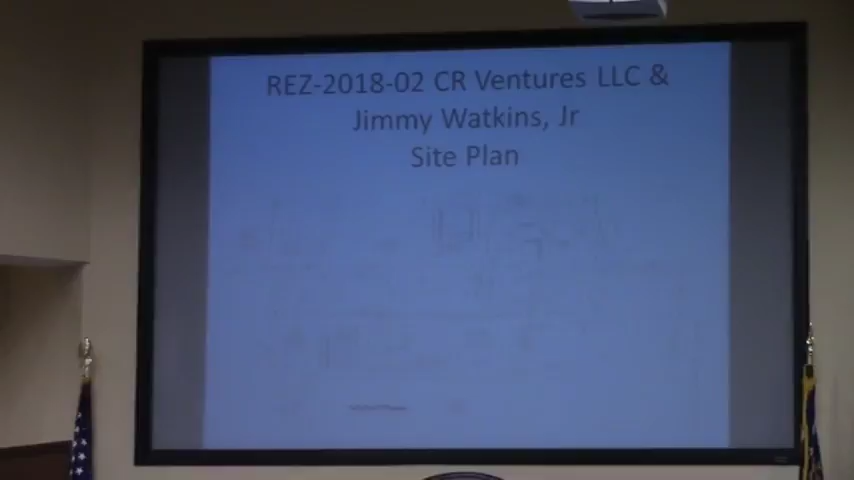 REZ-2018-02 CR Ventures LLC &
Jimmy Watkins, Jr
Site Plan